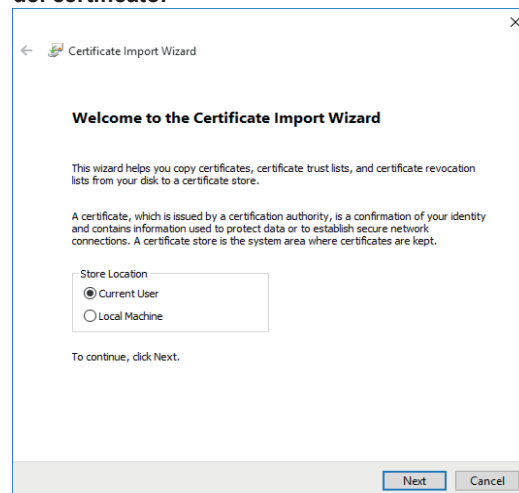 del certificato:
Certificate Import Wizard
Welcome to the Certificate Import Wizard
This wizard helps you copy certificates, certificate trust lists, and certificate revocation
lists from your disk to a certificate store.
A certificate, which is issued by a certification authority, is a confirmation of your identity
and contains information used to protect data or to establish secure network
connections. A certificate store is the system area where certificates are kept.
Store Location
Current User
Local Machine
To continue, click Next.
Next Cancel